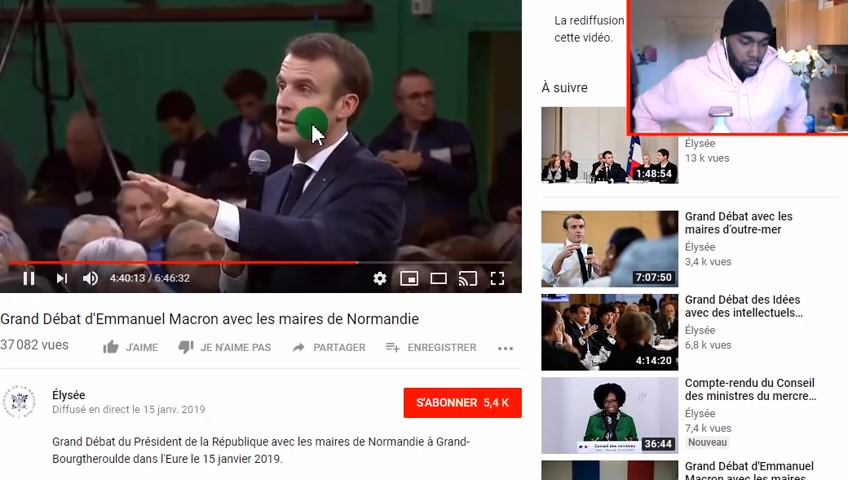 La rediffusion
cette vidéo.
À suivre
Élysée
13 k vues
1:48:54
Grand Débat avec les
maires d'outre-mer
Élysée
3,4 k vues
7:07:50
Grand Débat des Idées
avec des intellectuels...
Élysée
6,8 k vues
4:14:20
Compte-rendu du Conseil
des ministres du mercre...
Élysée
7,4 k vues
Nouveau
36:44
Grand Débat d'Emmanuel
4:40:13 / 6:46:32
Grand Débat d'Emmanuel Macron avec les maires de Normandie
37 082 vues
J'AIME
JE N'AIME PAS
PARTAGER
ENREGISTRER
Élysée
Diffusé en direct le 15 janv. 2019
S'ABONNER 5,4 K
Grand Débat du Président de la République avec les maires de Normandie à Grand-
Bourgtheroulde dans l'Eure le 15 janvier 2019.